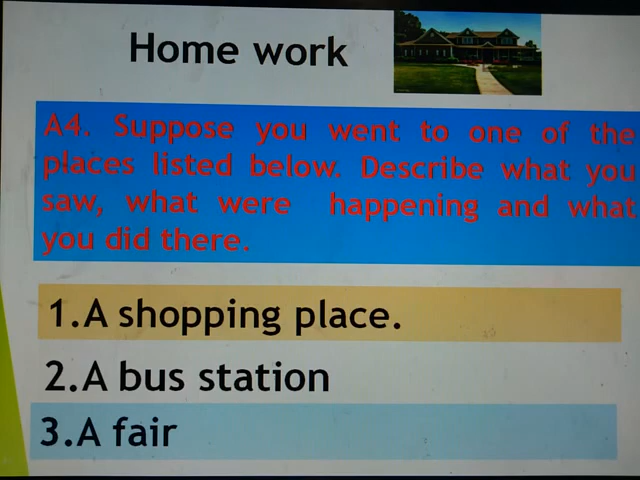 Home work
A4. Suppose you went to one of the
places listed below. Describe what you
saw, what were happening and what
you did there.
1.A shopping place.
2.A bus station
3.A fair